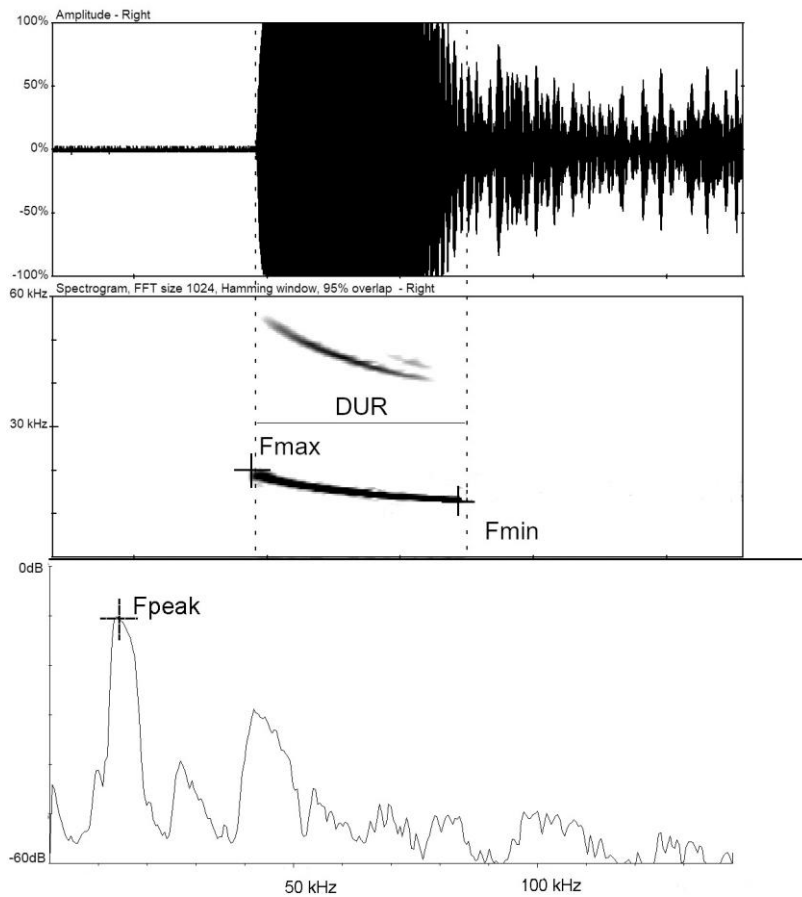 Amplitude - Right
100%
50%
0%
-50%
-100%
60 kHz
Spectrogram, FFT size 1024, Hamming window, 95% overlap - Right
DUR
30 kHz
Fmax
Fmin
0dB
Fpeak
-60dB
50 kHz
100 kHz